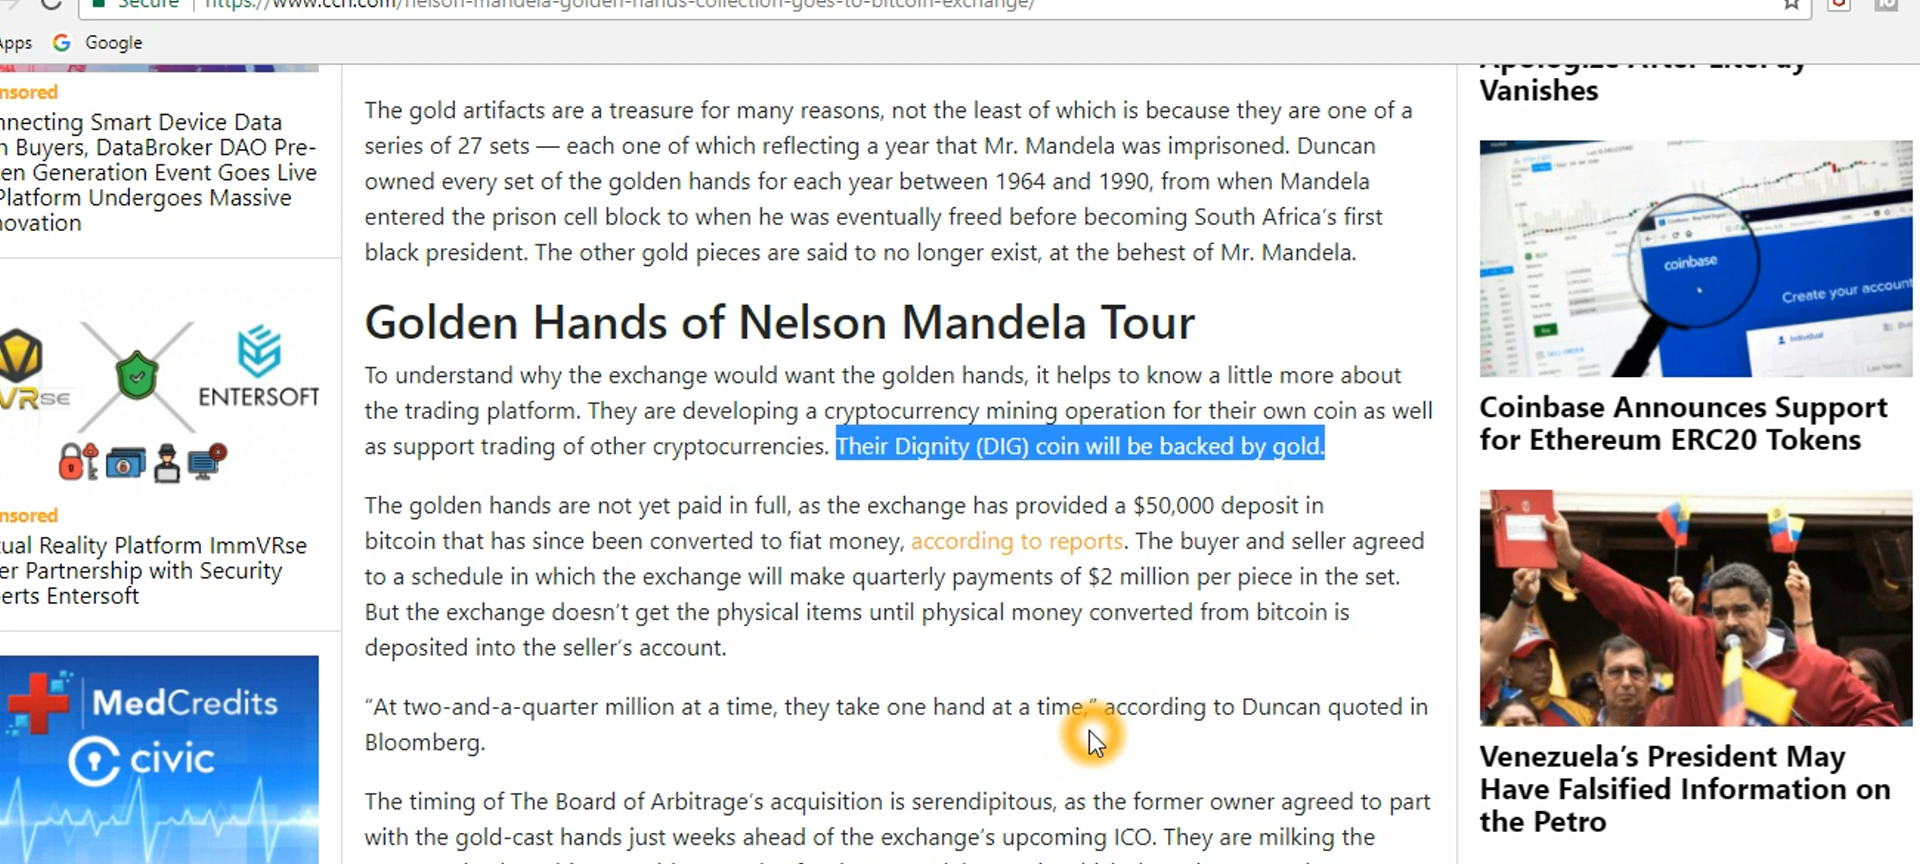 Secure
https://www.ccn.com/nelson-mandela-golden-hands-collection-goes-to-bitcoin-exchange/
Apps
Google
nsored
nnecting Smart Device Data
h Buyers, DataBroker DAO Pre-
en Generation Event Goes Live
Platform Undergoes Massive
novation
VRSE
ENTERSOFT
nsored
tual Reality Platform ImmVRse
er Partnership with Security
erts Entersoft
MedCredits
civic
The gold artifacts are a treasure for many reasons, not the least of which is because they are one of a
series of 27 sets — each one of which reflecting a year that Mr. Mandela was imprisoned. Duncan
owned every set of the golden hands for each year between 1964 and 1990, from when Mandela
entered the prison cell block to when he was eventually freed before becoming South Africa’s first
black president. The other gold pieces are said to no longer exist, at the behest of Mr. Mandela.
Golden Hands of Nelson Mandela Tour
To understand why the exchange would want the golden hands, it helps to know a little more about
the trading platform. They are developing a cryptocurrency mining operation for their own coin as well
as support trading of other cryptocurrencies. Their Dignity (DIG) coin will be backed by gold.
The golden hands are not yet paid in full, as the exchange has provided a $50,000 deposit in
bitcoin that has since been converted to fiat money, according to reports. The buyer and seller agreed
to a schedule in which the exchange will make quarterly payments of $2 million per piece in the set.
But the exchange doesn’t get the physical items until physical money converted from bitcoin is
deposited into the seller’s account.
“At two-and-a-quarter million at a time, they take one hand at a time,” according to Duncan quoted in
Bloomberg.
The timing of The Board of Arbitrage’s acquisition is serendipitous, as the former owner agreed to part
with the gold-cast hands just weeks ahead of the exchange’s upcoming ICO. They are milking the
Vanishes
coinbase
Create your account
Individual
Coinbase Announces Support
for Ethereum ERC20 Tokens
Venezuela’s President May
Have Falsified Information on
the Petro